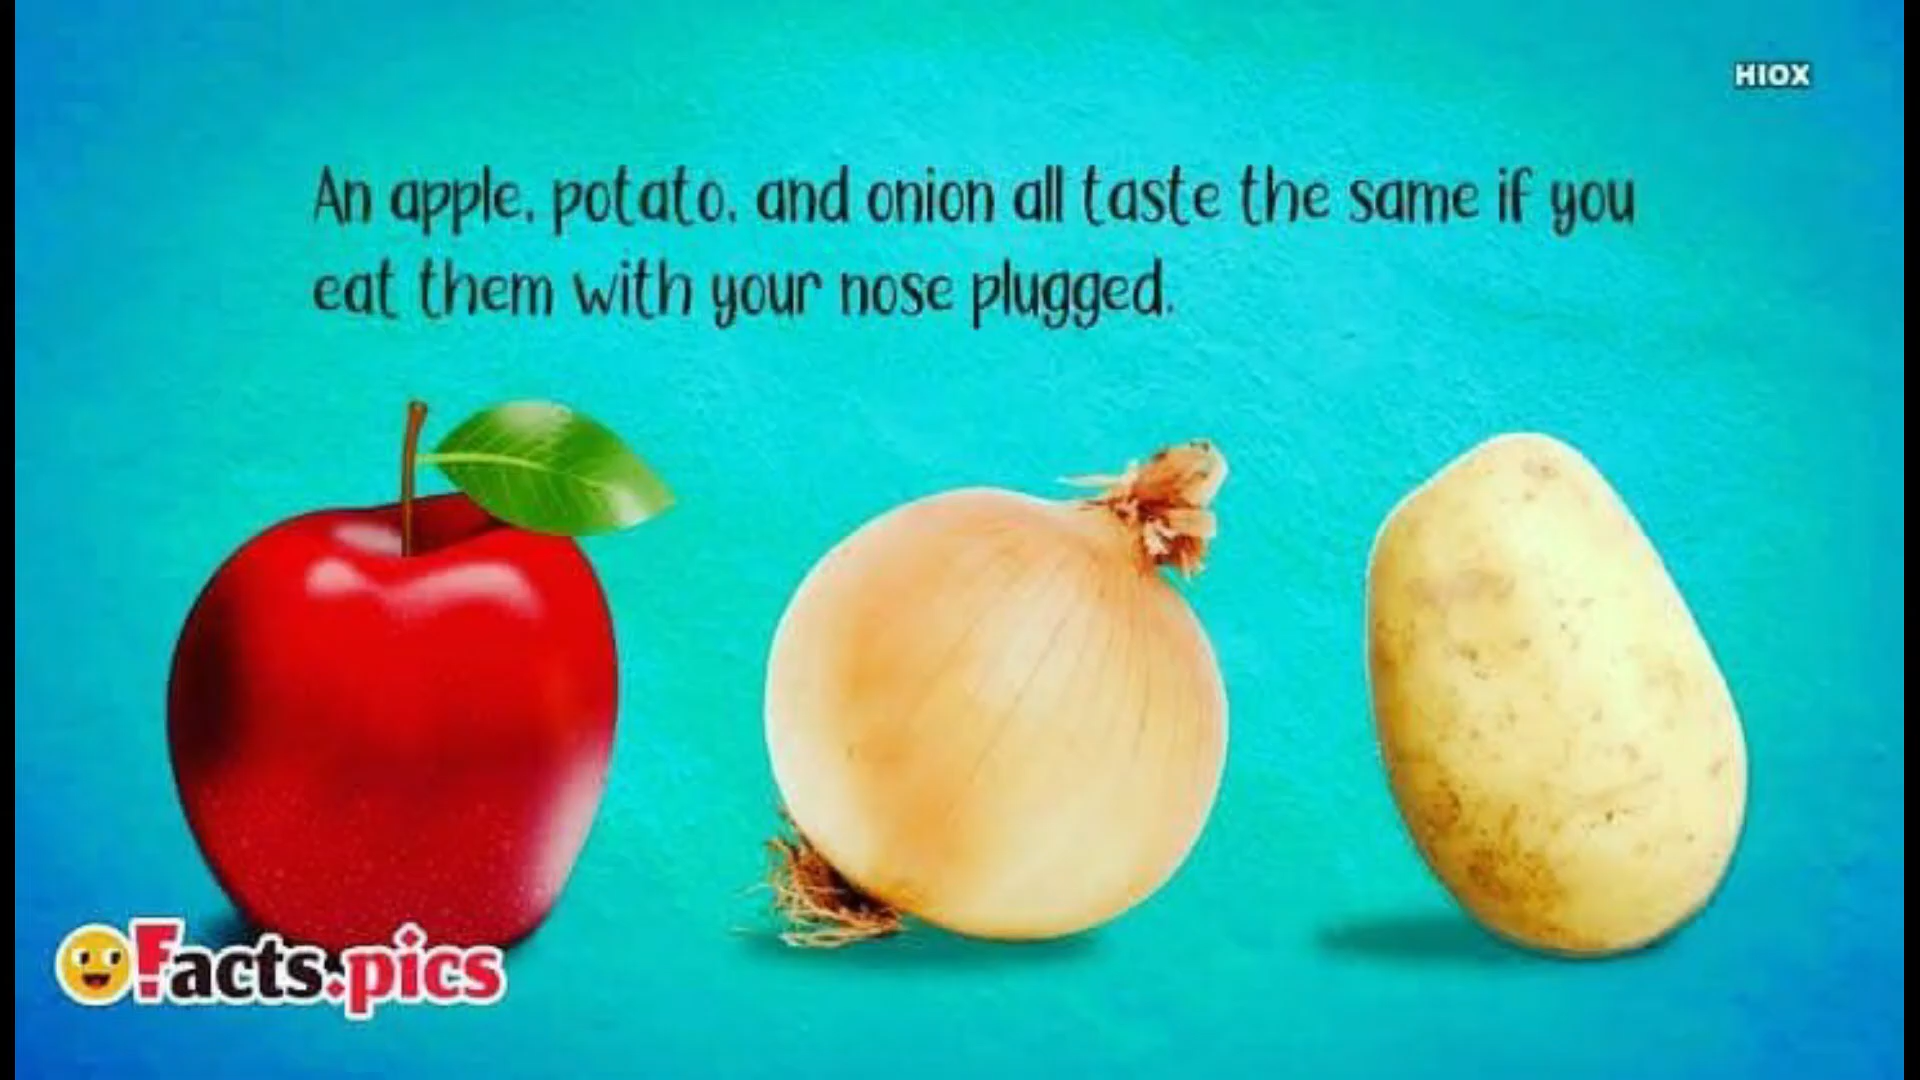 HIOX
An apple, potato, and onion all taste the same if you
eat them with your nose plugged.
Facts.pics